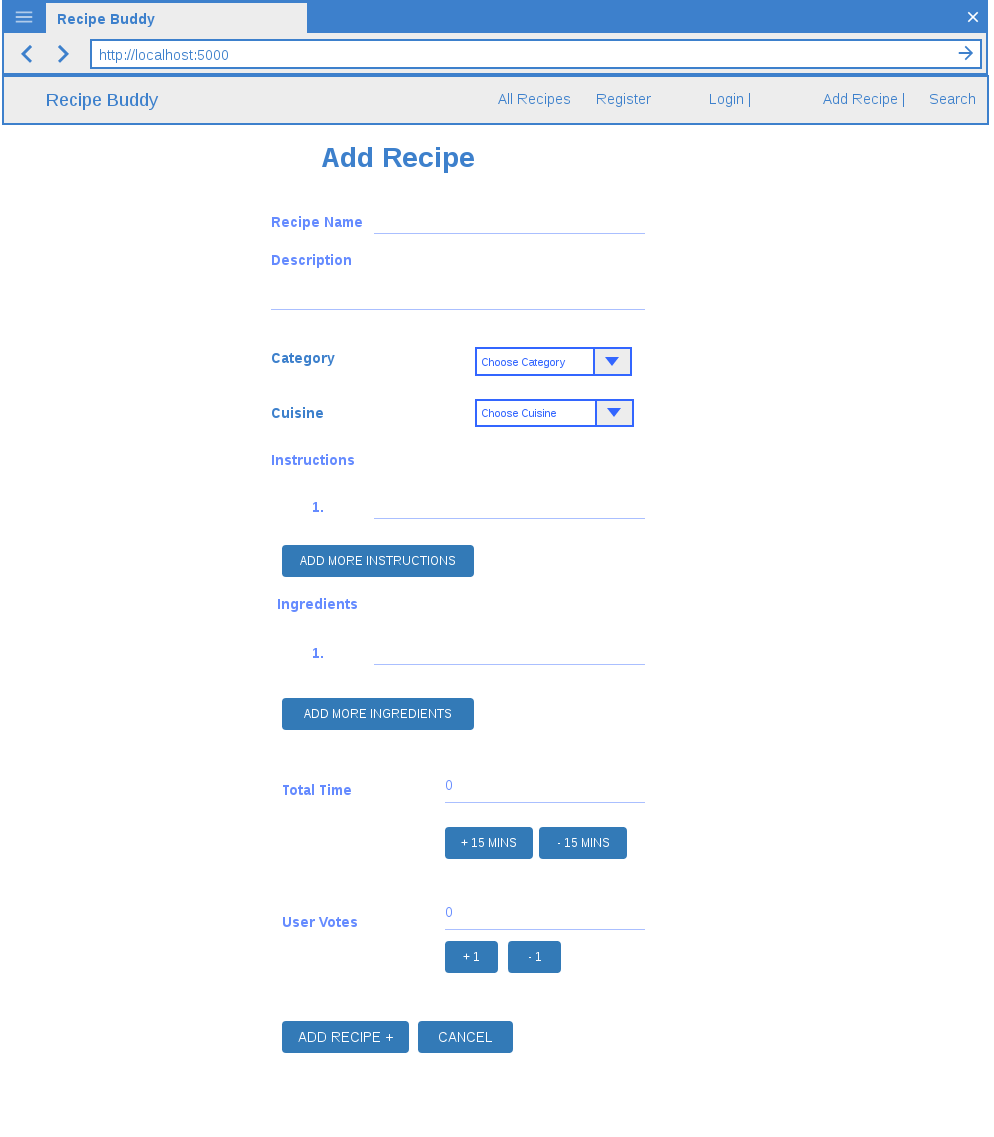 Recipe Buddy
http://localhost:5000
Recipe Buddy All Recipes Register Login | Add Recipe | Search
Add Recipe
Recipe Name
Description
Category Choose Category
Cuisine Choose Cuisine
Instructions
1.
ADD MORE INSTRUCTIONS
Ingredients
1.
ADD MORE INGREDIENTS
Total Time 0
+ 15 MINS - 15 MINS
User Votes 0
+ 1 - 1
ADD RECIPE + CANCEL